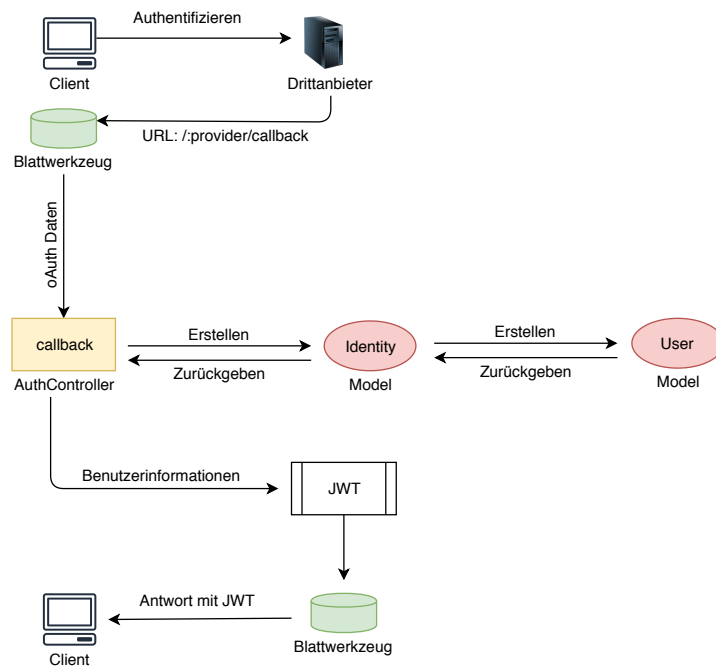 Authentifizieren
Client
Drittanbieter
URL: /:provider/callback
Blattwerkzeug
oAuth Daten
callback
AuthController
Erstellen
Zurückgeben
Identity
Model
Erstellen
Zurückgeben
User
Model
Benutzerinformationen
JWT
Antwort mit JWT
Client
Blattwerkzeug